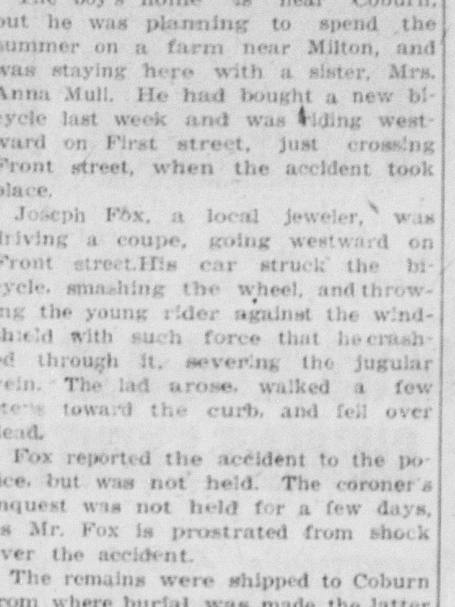 The boy's home is near Coburn,
but he was planning to spend the
summer on a farm near Milton, and
was staying here with a sister, Mrs.
Anna Mull. He had bought a new bi-
cycle last week and was riding west-
ward on First street, just crossing
Front street, when the accident took
place.
Joseph Fox, a local jeweler, was
driving a coupe, going westward on
Front street.His car struck the bi-
cycle, smashing the wheel, and throw-
ing the young rider against the wind-
shield with such force that he crash-
ed through it, severing the jugular
vein. The lad arose, walked a few
steps toward the curb, and fell over
dead.
Fox reported the accident to the po-
lice, but was not held. The coroner's
inquest was not held for a few days,
as Mr. Fox is prostrated from shock
over the accident.
The remains were shipped to Coburn
from where burial was made the latter